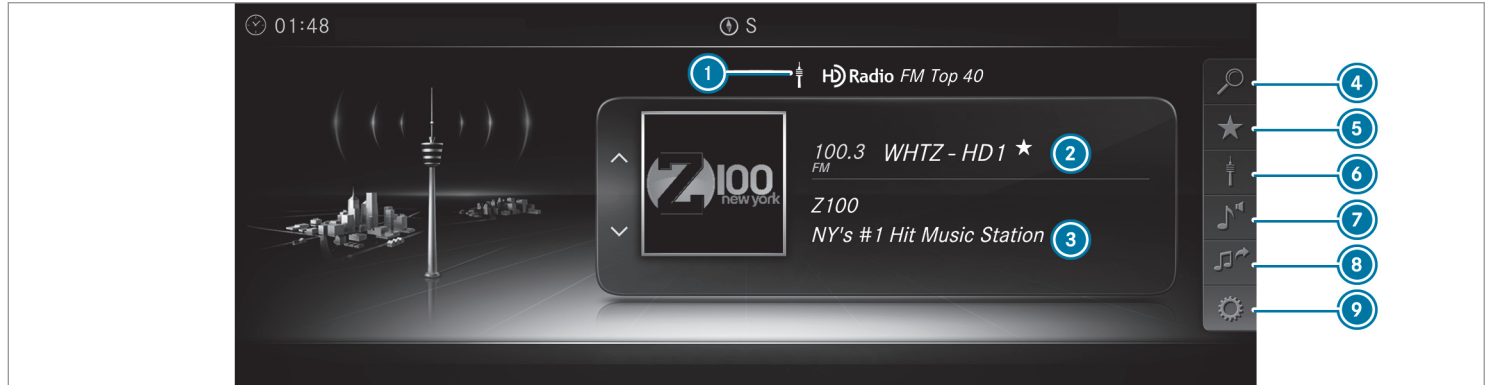 01:48
S
1
HD Radio FM Top 40
4
5
100.3 WHTZ - HD1 ★ 2
FM
6
Z100 new york
Z100
NY's #1 Hit Music Station 3
7
8
9